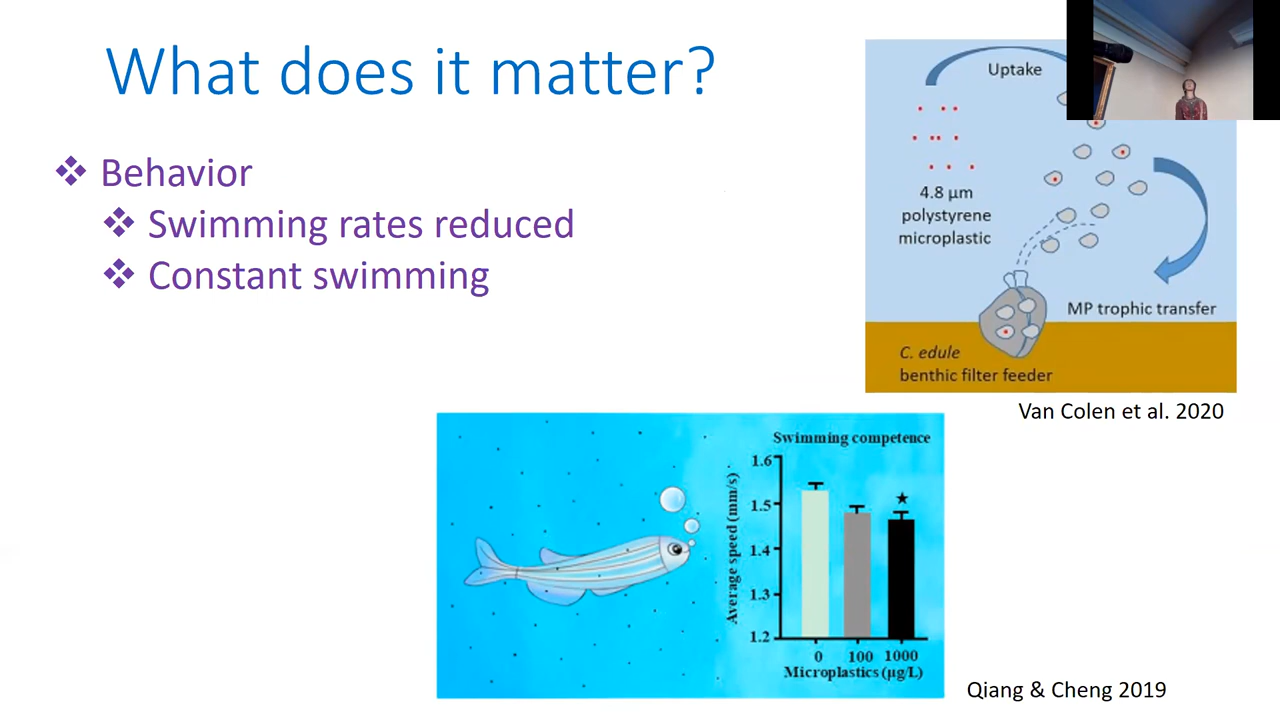 What does it matter?
❖ Behavior
❖ Swimming rates reduced
❖ Constant swimming
Uptake
4.8 µm
polystyrene
microplastic
MP trophic transfer
C. edule
benthic filter feeder
Van Colen et al. 2020
Swimming competence
Average speed (mm/s)
1.6
1.5
1.4
1.3
1.2
★
0 100 1000
Microplastics (µg/L)
Qiang & Cheng 2019